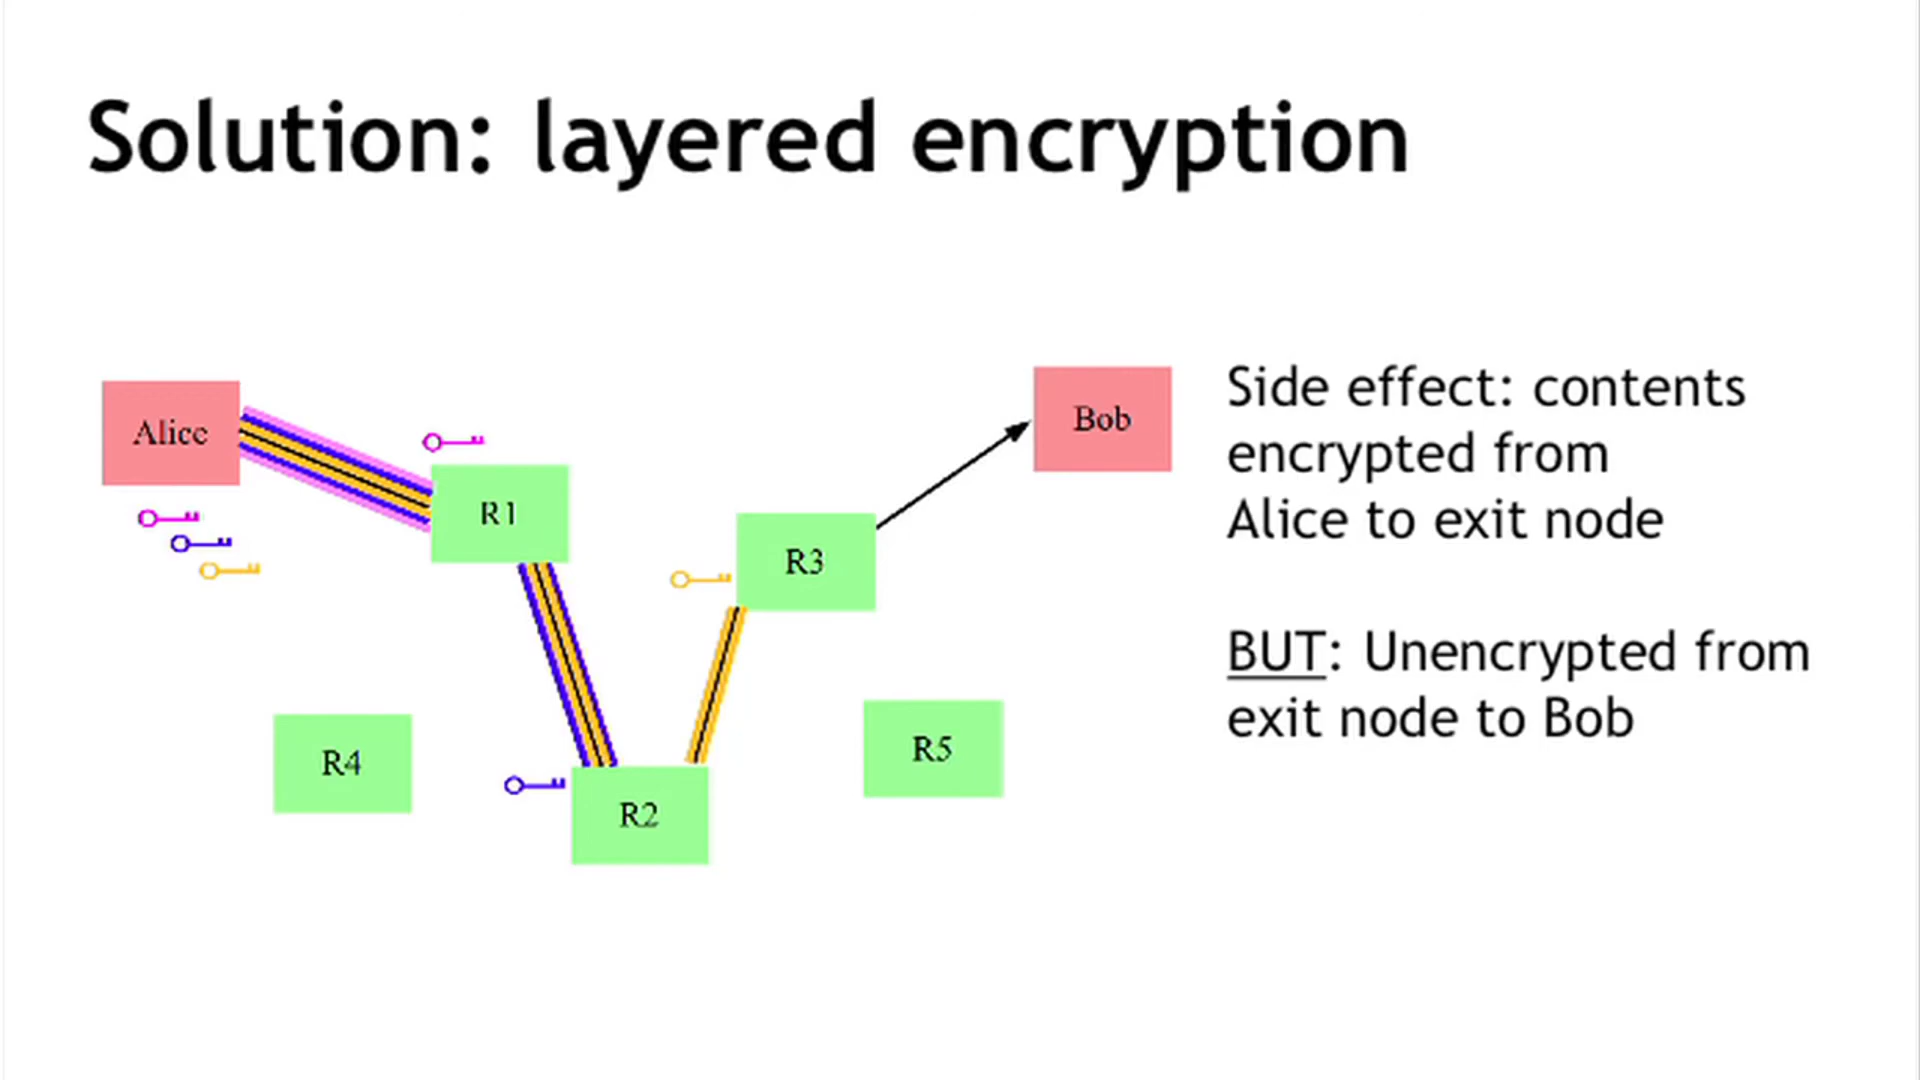 Solution: layered encryption
Alice
R1
R3
Bob
R4
R2
R5
Side effect: contents
encrypted from
Alice to exit node
BUT: Unencrypted from
exit node to Bob